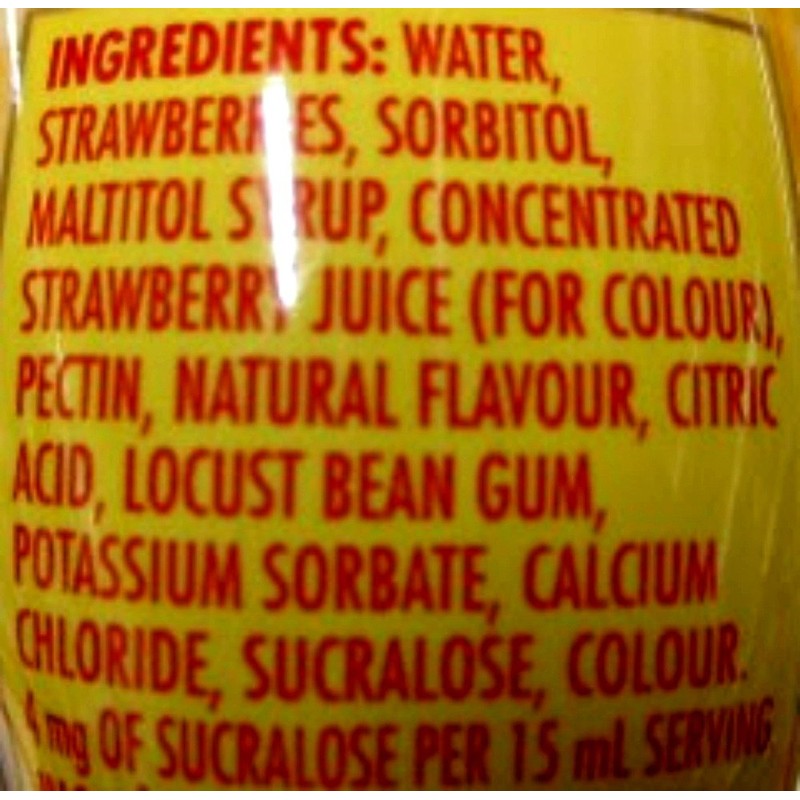 INGREDIENTS: WATER,
STRAWBERRIES, SORBITOL,
MALTITOL SYRUP, CONCENTRATED
STRAWBERRY JUICE (FOR COLOUR),
PECTIN, NATURAL FLAVOUR, CITRIC
ACID, LOCUST BEAN GUM,
POTASSIUM SORBATE, CALCIUM
CHLORIDE, SUCRALOSE, COLOUR.
4 mg OF SUCRALOSE PER 15 mL SERVING